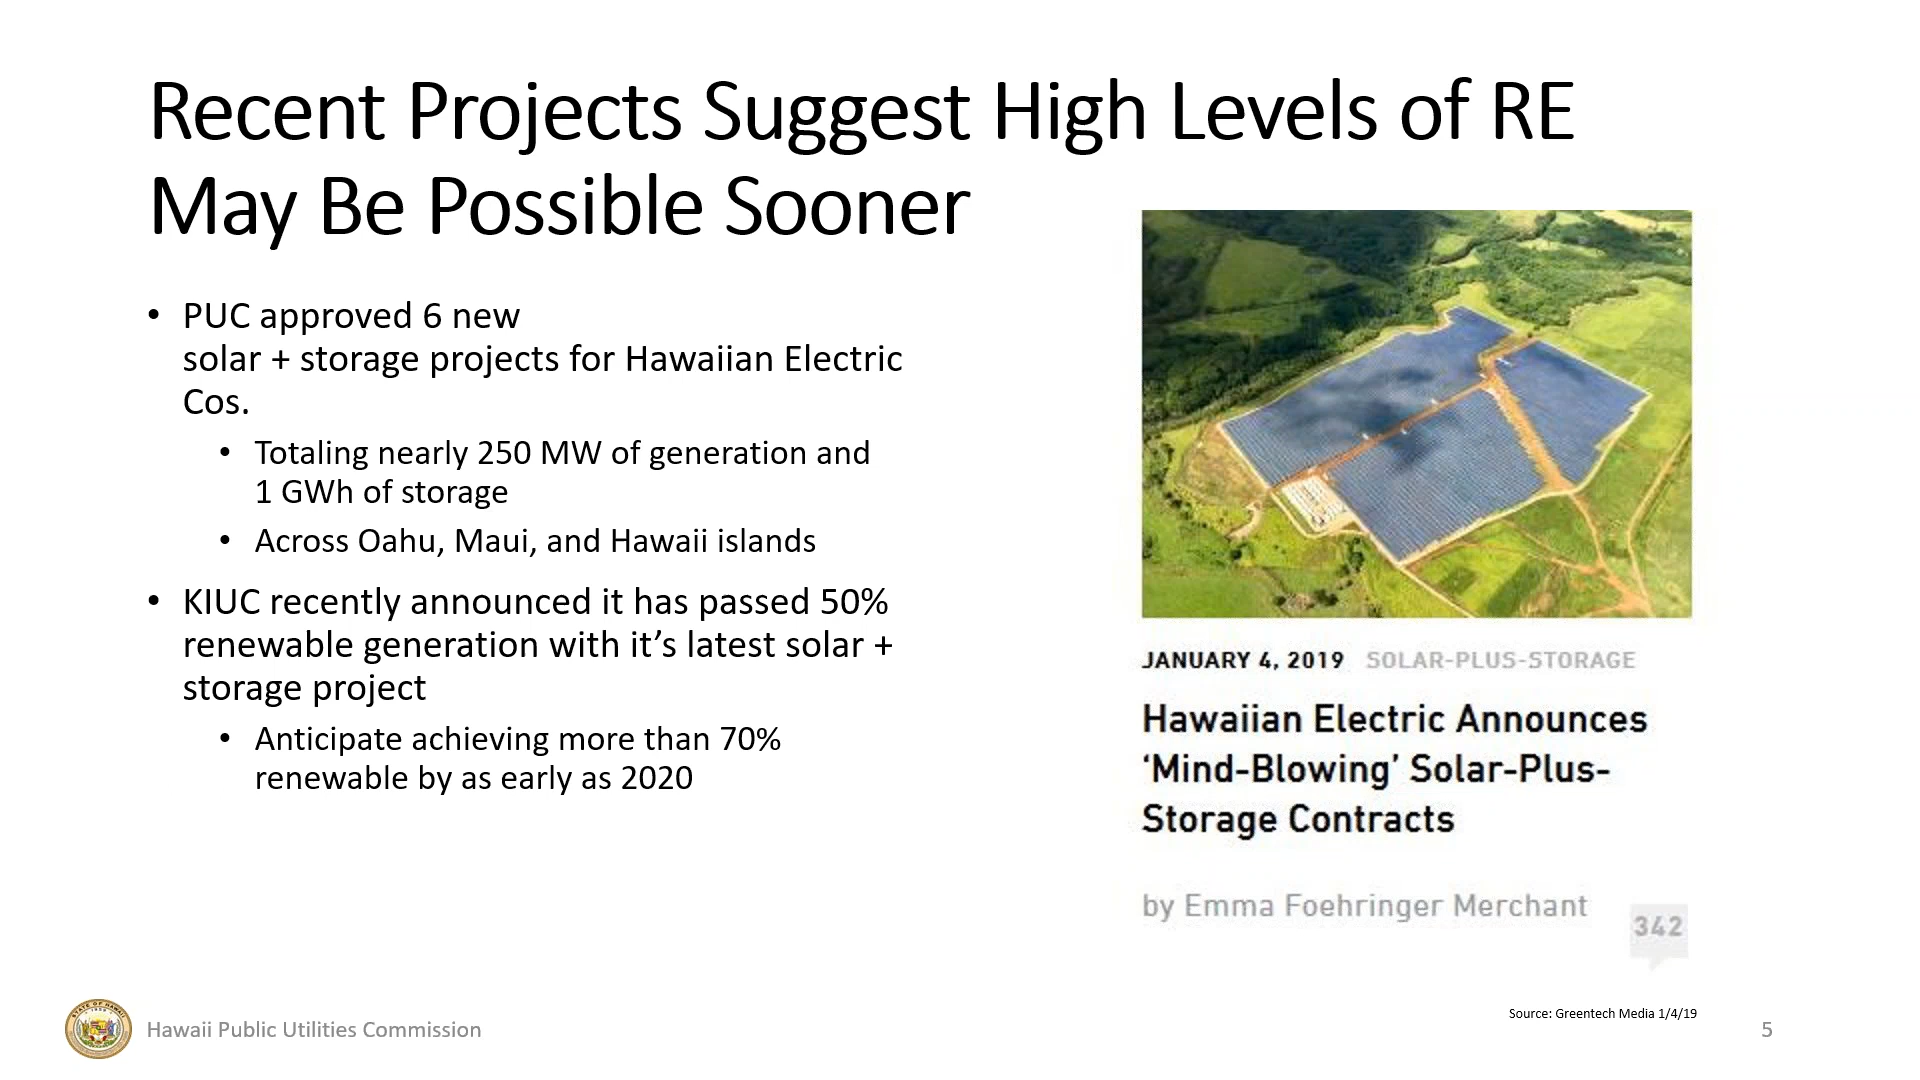 Recent Projects Suggest High Levels of RE
May Be Possible Sooner
• PUC approved 6 new
solar + storage projects for Hawaiian Electric
Cos.
• Totaling nearly 250 MW of generation and
1 GWh of storage
• Across Oahu, Maui, and Hawaii islands
• KIUC recently announced it has passed 50%
renewable generation with it’s latest solar +
storage project
• Anticipate achieving more than 70%
renewable by as early as 2020
JANUARY 4, 2019 SOLAR-PLUS-STORAGE
Hawaiian Electric Announces
‘Mind-Blowing’ Solar-Plus-
Storage Contracts
by Emma Foehringer Merchant
342
Source: Greentech Media 1/4/19
STATE OF HAWAII
Hawaii Public Utilities Commission
5